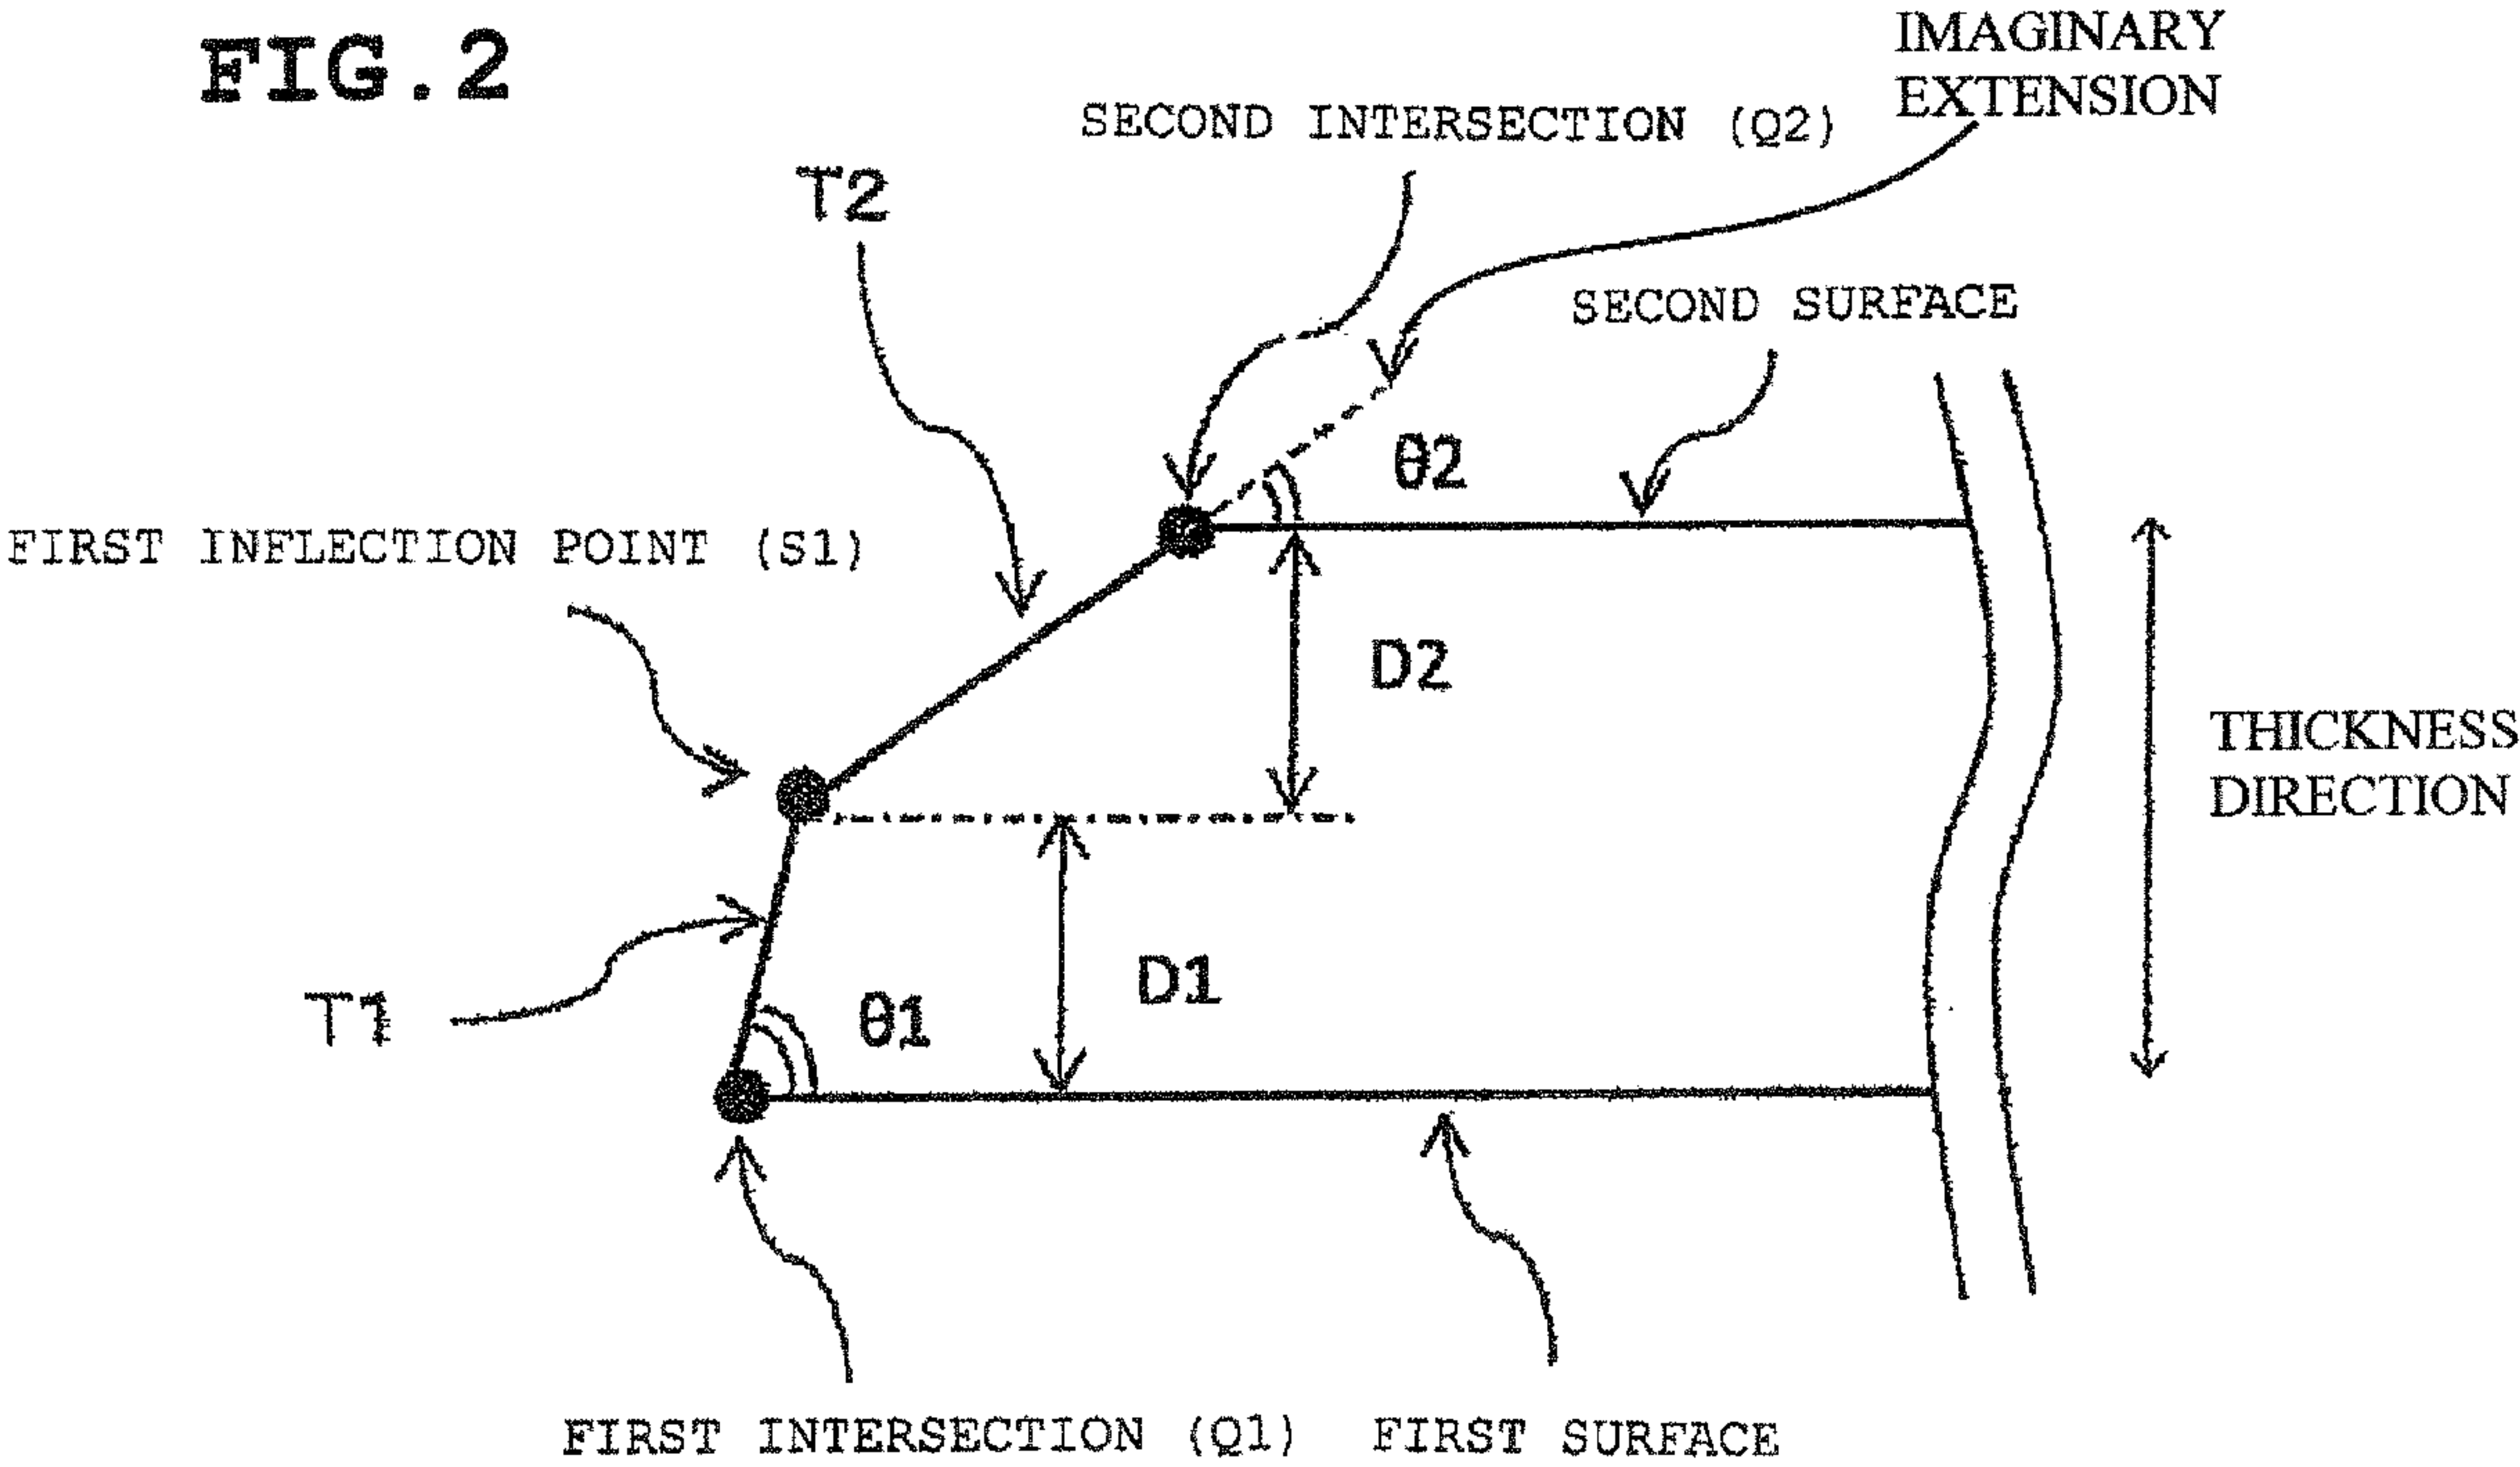 FIG.2
IMAGINARY
EXTENSION
SECOND INTERSECTION (Q2)
T2
SECOND SURFACE
θ2
FIRST INFLECTION POINT (S1)
D2
THICKNESS
DIRECTION
D1
T1
θ1
FIRST INTERSECTION (Q1)
FIRST SURFACE